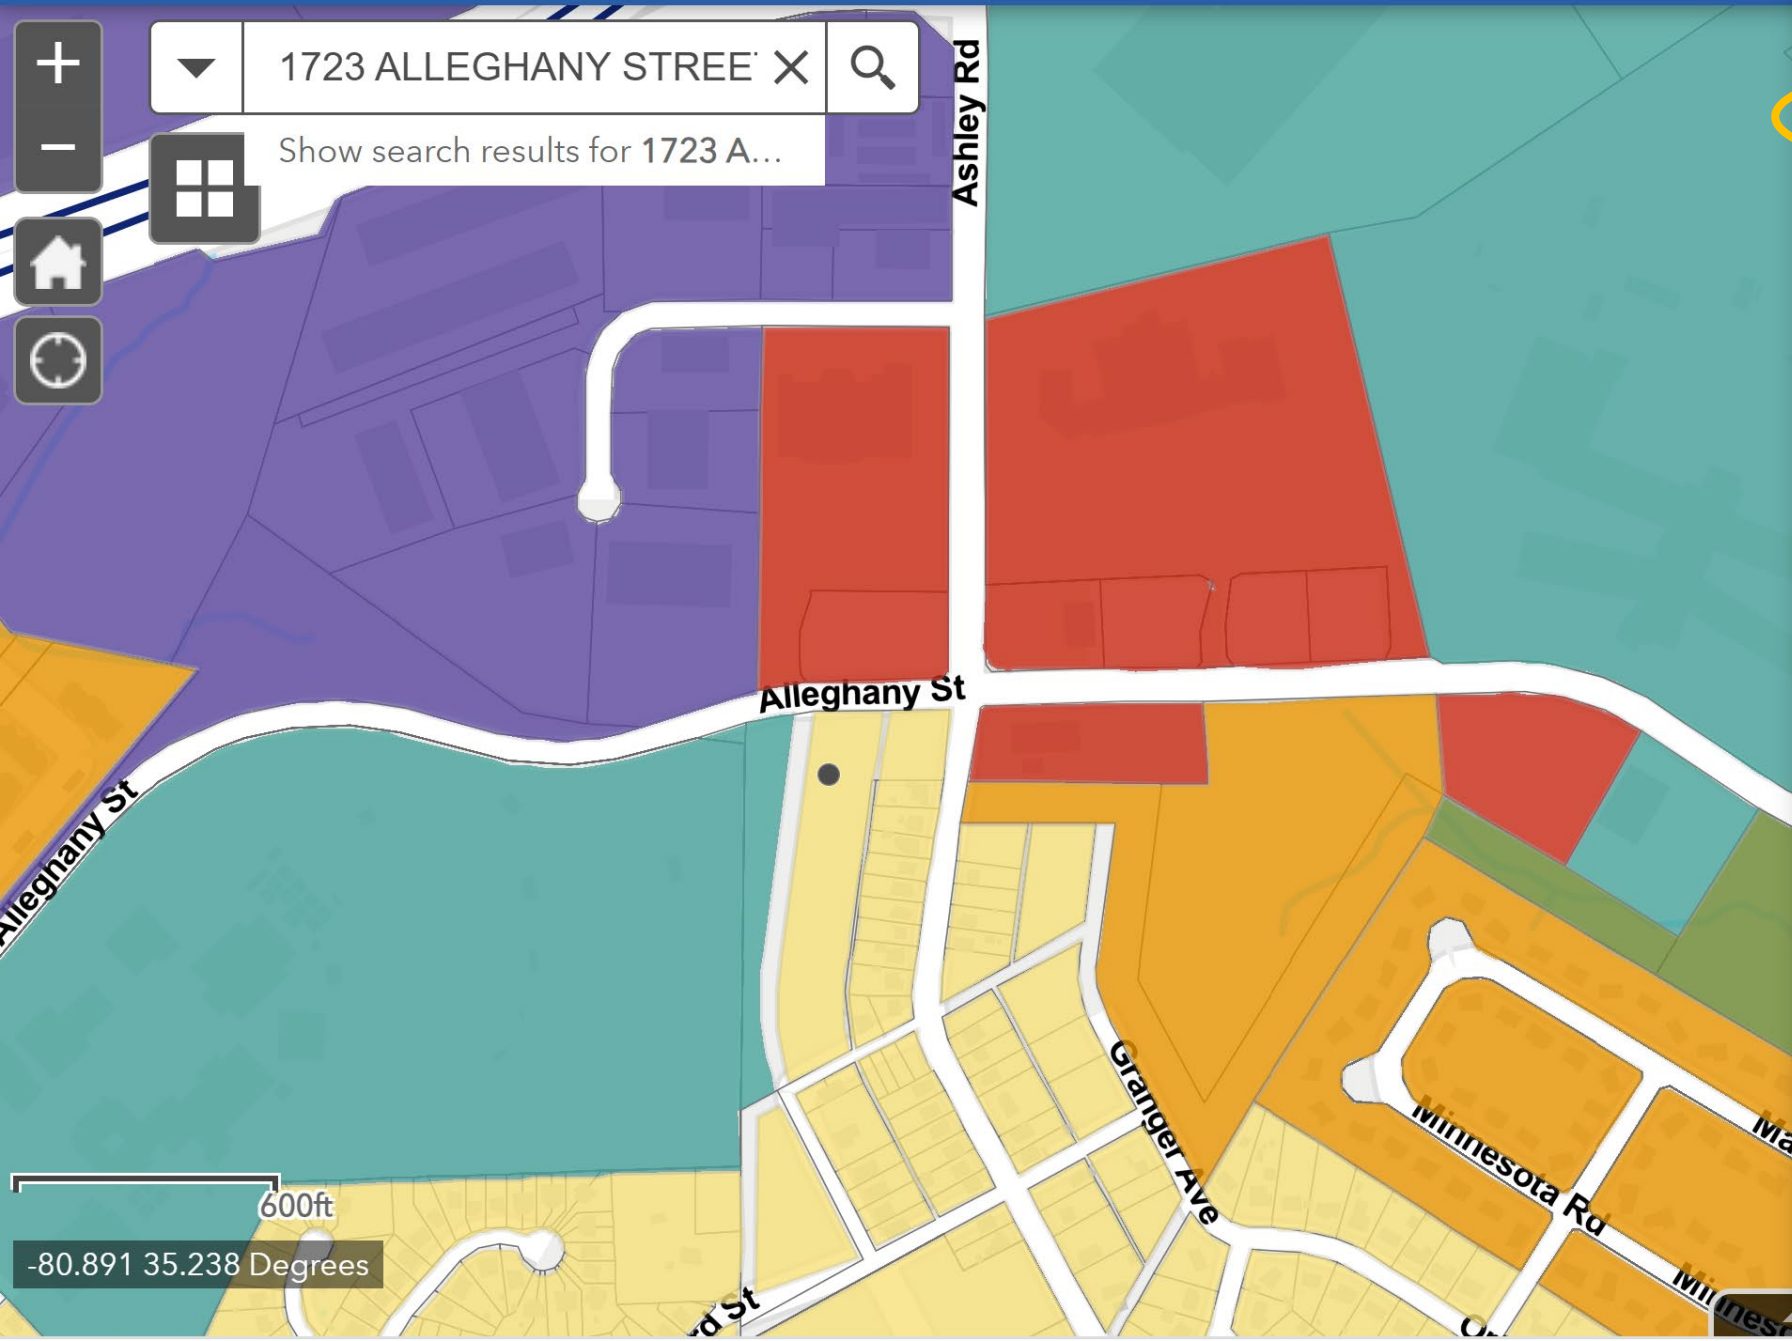 +
1723 ALLEGHANY STREE
−
Show search results for 1723 A...
Ashley Rd
Alleghany St
Alleghany St
Granger Ave
Minnesota Rd
600ft
-80.891 35.238 Degrees